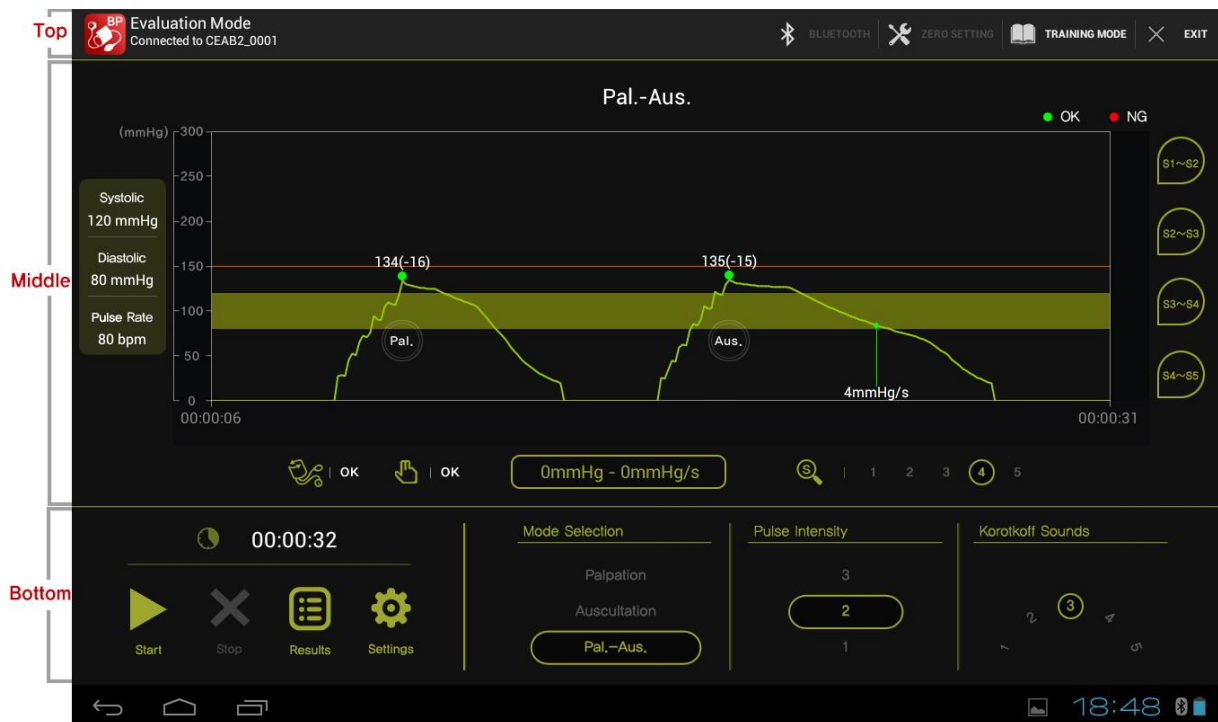 Top
BP
Evaluation Mode
Connected to CEAB2_0001
BLUETOOTH
ZERO SETTING
TRAINING MODE
EXIT
Middle
Pal.-Aus.
OK
NG
(mmHg)
300
250
200
150
100
50
0
Systolic
120 mmHg
Diastolic
80 mmHg
Pulse Rate
80 bpm
134(-16)
135(-15)
Pal.
Aus.
4mmHg/s
00:00:06
00:00:31
S1~S2
S2~S3
S3~S4
S4~S5
OK
OK
0mmHg - 0mmHg/s
S
1 2 3 4 5
Bottom
00:00:32
Start
Stop
Results
Settings
Mode Selection
Palpation
Auscultation
Pal.-Aus.
Pulse Intensity
3
2
1
Korotkoff Sounds
1 2 3 4 5
18:48